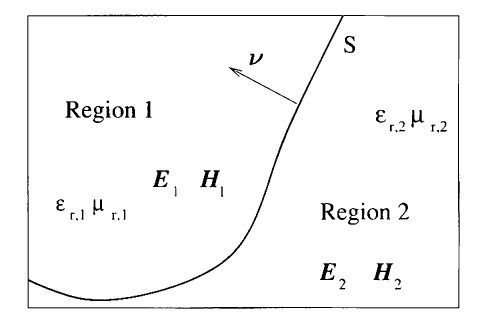 S
ν
Region 1
ε r,2 μ r,2
E 1 H 1
ε r,1 μ r,1
Region 2
E 2 H 2